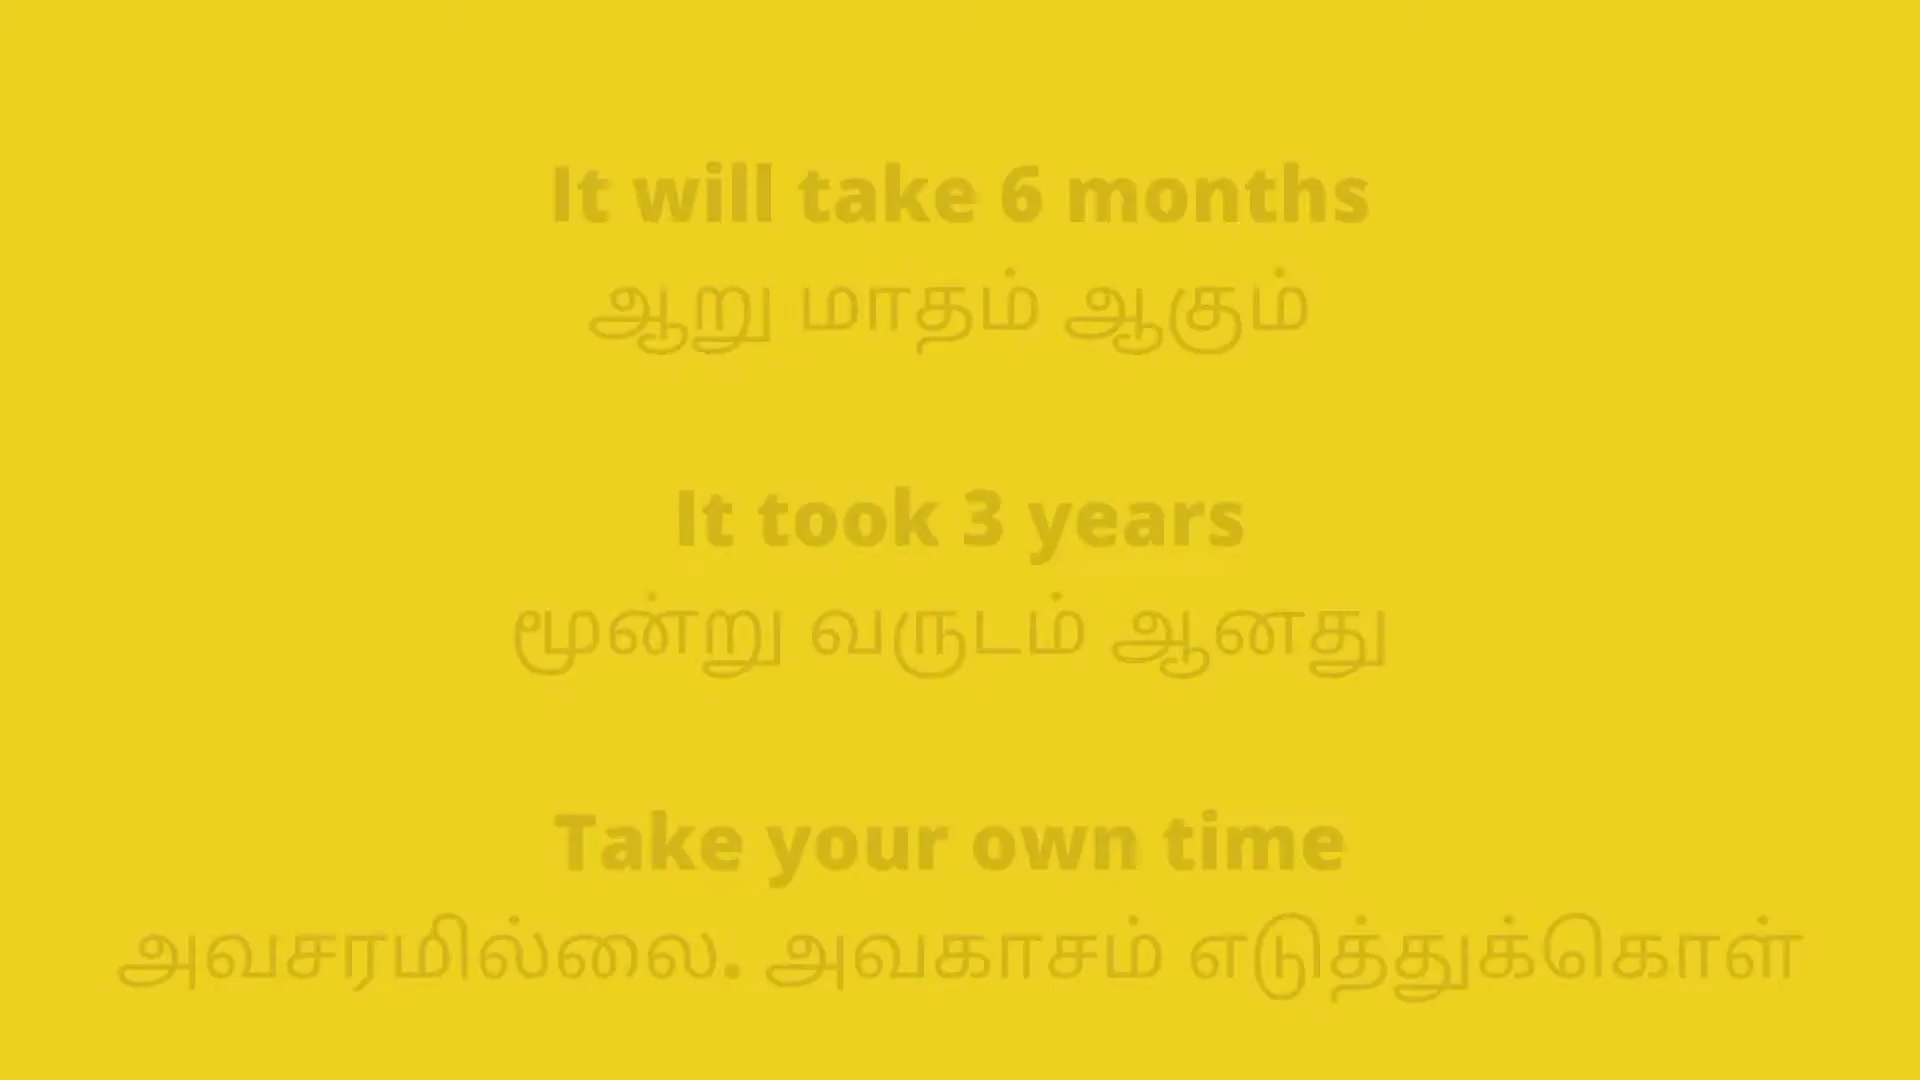 It will take 6 months
ஆறு மாதம் ஆகும்
It took 3 years
மூன்று வருடம் ஆனது
Take your own time
அவசரமில்லை. அவகாசம் எடுத்துக்கொள்